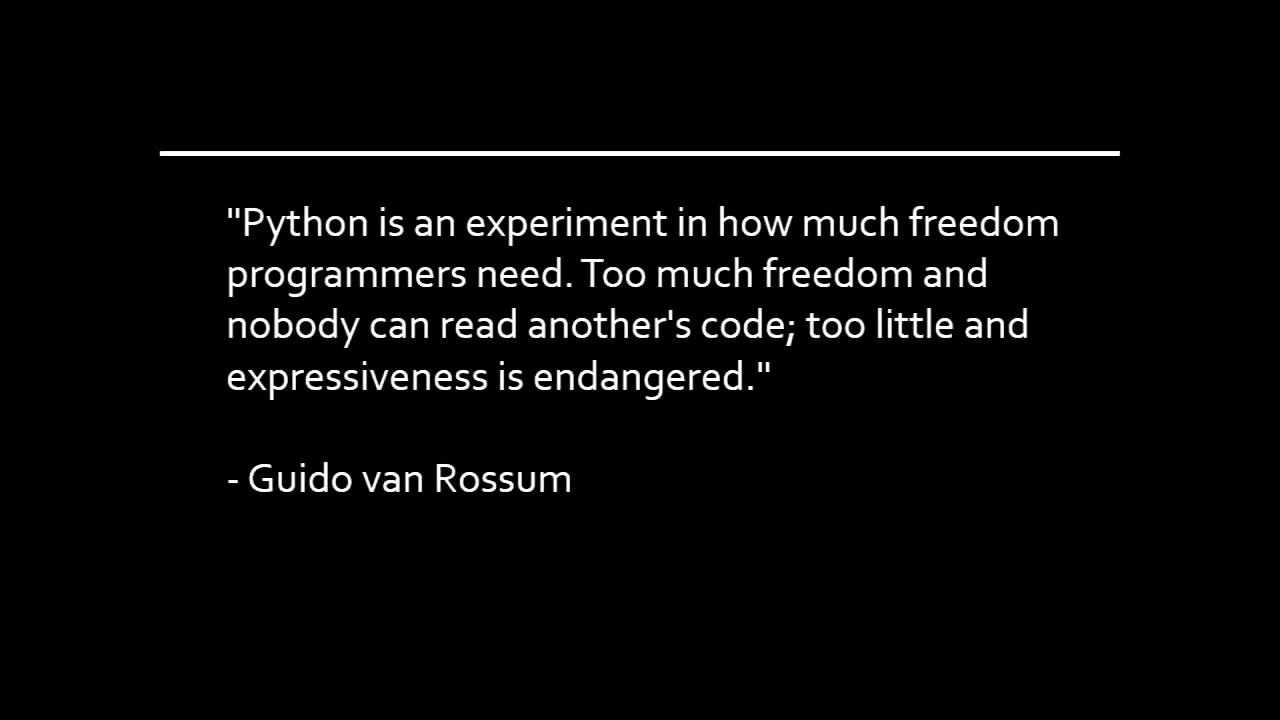 "Python is an experiment in how much freedom
programmers need. Too much freedom and
nobody can read another's code; too little and
expressiveness is endangered."
- Guido van Rossum